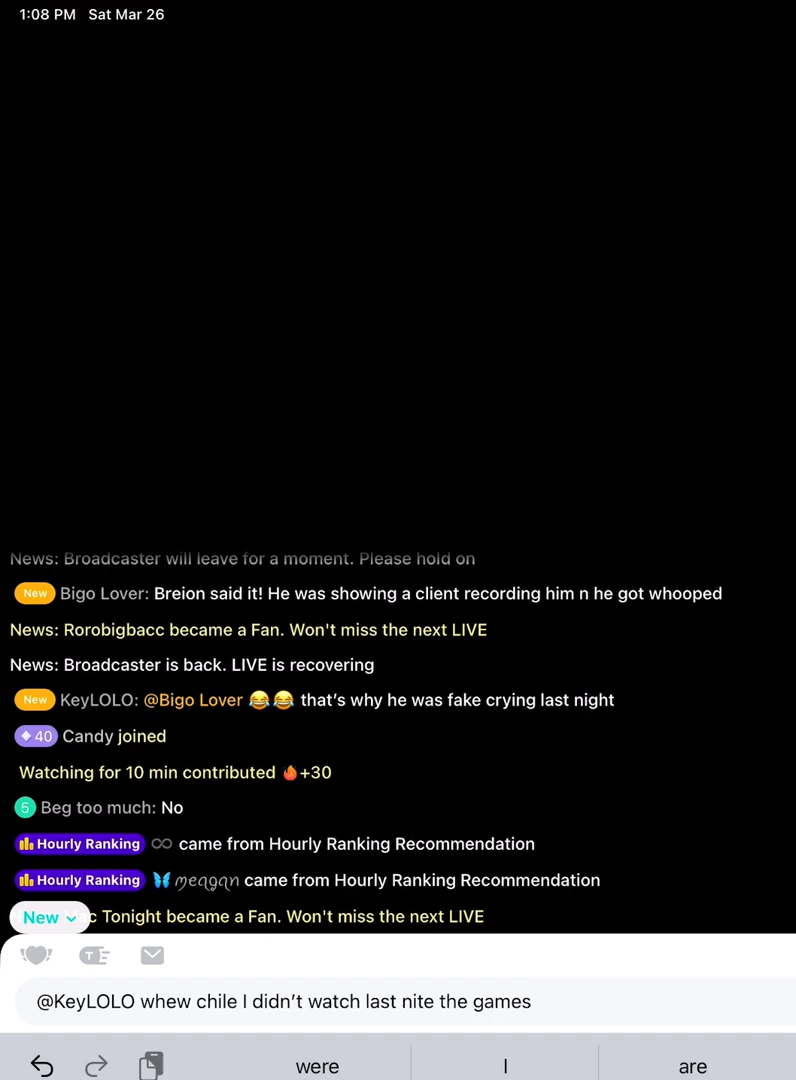 1:08 PM Sat Mar 26
News: Broadcaster will leave for a moment. Please hold on
New Bigo Lover: Breion said it! He was showing a client recording him n he got whooped
News: Rorobigbacc became a Fan. Won't miss the next LIVE
News: Broadcaster is back. LIVE is recovering
New KeyLOLO: @Bigo Lover 😂😂 that's why he was fake crying last night
40 Candy joined
Watching for 10 min contributed 🔥+30
5 Beg too much: No
Hourly Ranking ∞ came from Hourly Ranking Recommendation
Hourly Ranking 🦋 meagan came from Hourly Ranking Recommendation
New Tonight became a Fan. Won't miss the next LIVE
@KeyLOLO whew chile I didn't watch last nite the games
were I are